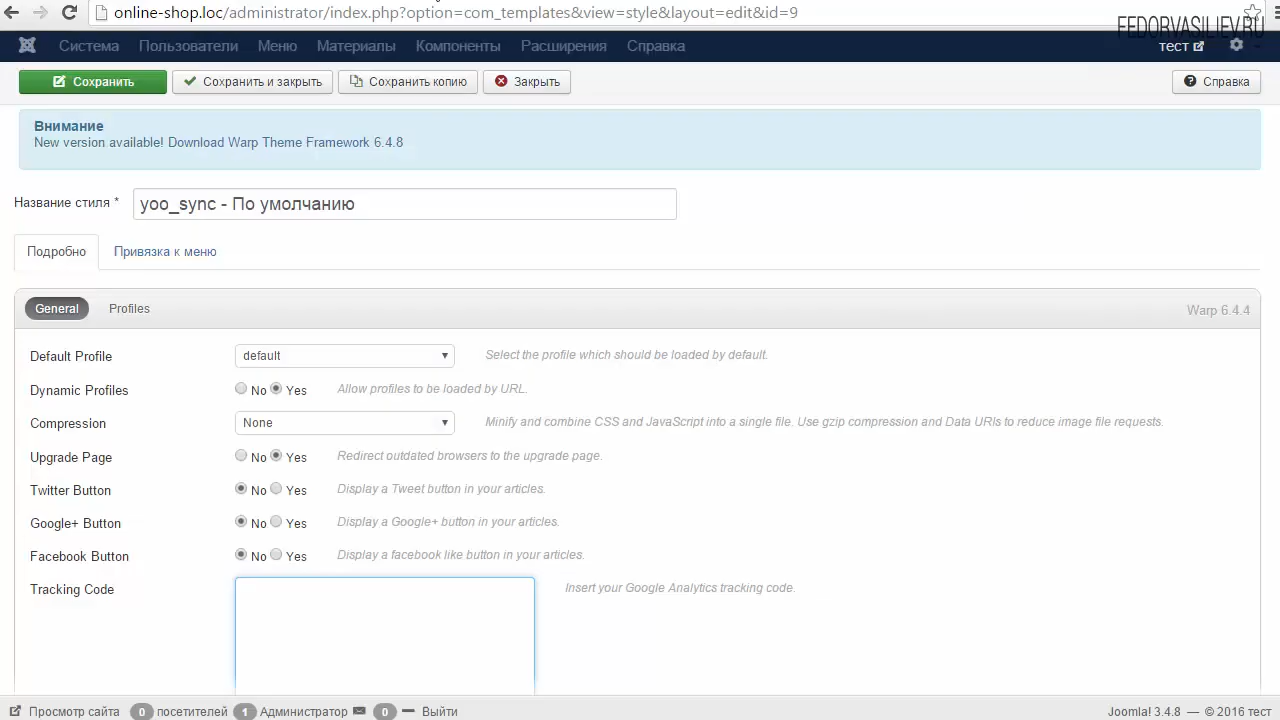 online-shop.loc/administrator/index.php?option=com_templates&view=style&layout=edit&id=9
FEDORVASILIEV.RU
Система Пользователи Меню Материалы Компоненты Расширения Справка тест
Сохранить Сохранить и закрыть Сохранить копию Закрыть Справка
Внимание
New version available! Download Warp Theme Framework 6.4.8
Название стиля * yoo_sync - По умолчанию
Подробно Привязка к меню
General Profiles Warp 6.4.4
Default Profile default Select the profile which should be loaded by default.
Dynamic Profiles No Yes Allow profiles to be loaded by URL.
Compression None Minify and combine CSS and JavaScript into a single file. Use gzip compression and Data URIs to reduce image file requests.
Upgrade Page No Yes Redirect outdated browsers to the upgrade page.
Twitter Button No Yes Display a Tweet button in your articles.
Google+ Button No Yes Display a Google+ button in your articles.
Facebook Button No Yes Display a facebook like button in your articles.
Tracking Code Insert your Google Analytics tracking code.
Просмотр сайта 0 посетителей 1 Администратор 0 Выйти Joomla! 3.4.8 — © 2016 тест